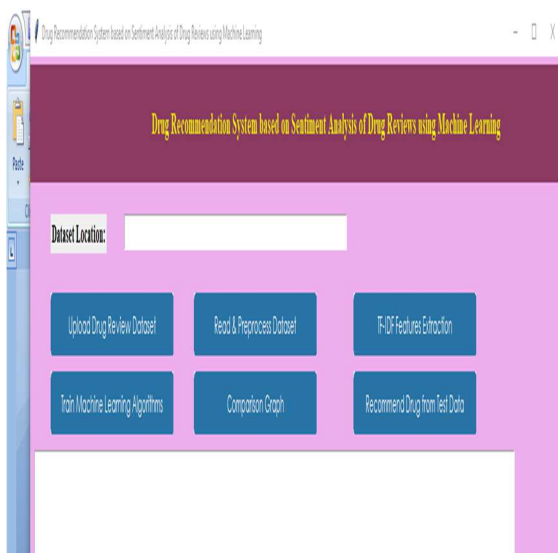 Drug Recommendation System based on Sentiment Analysis of Drug Reviews using Machine Learning
Drug Recommendation System based on Sentiment Analysis of Drug Reviews using Machine Learning
Paste
Dataset Location:
Upload Drug Review Dataset Read & Preprocess Dataset TF-IDF Features Extraction
Train Machine Learning Algorithms Comparison Graph Recommend Drug from Test Data